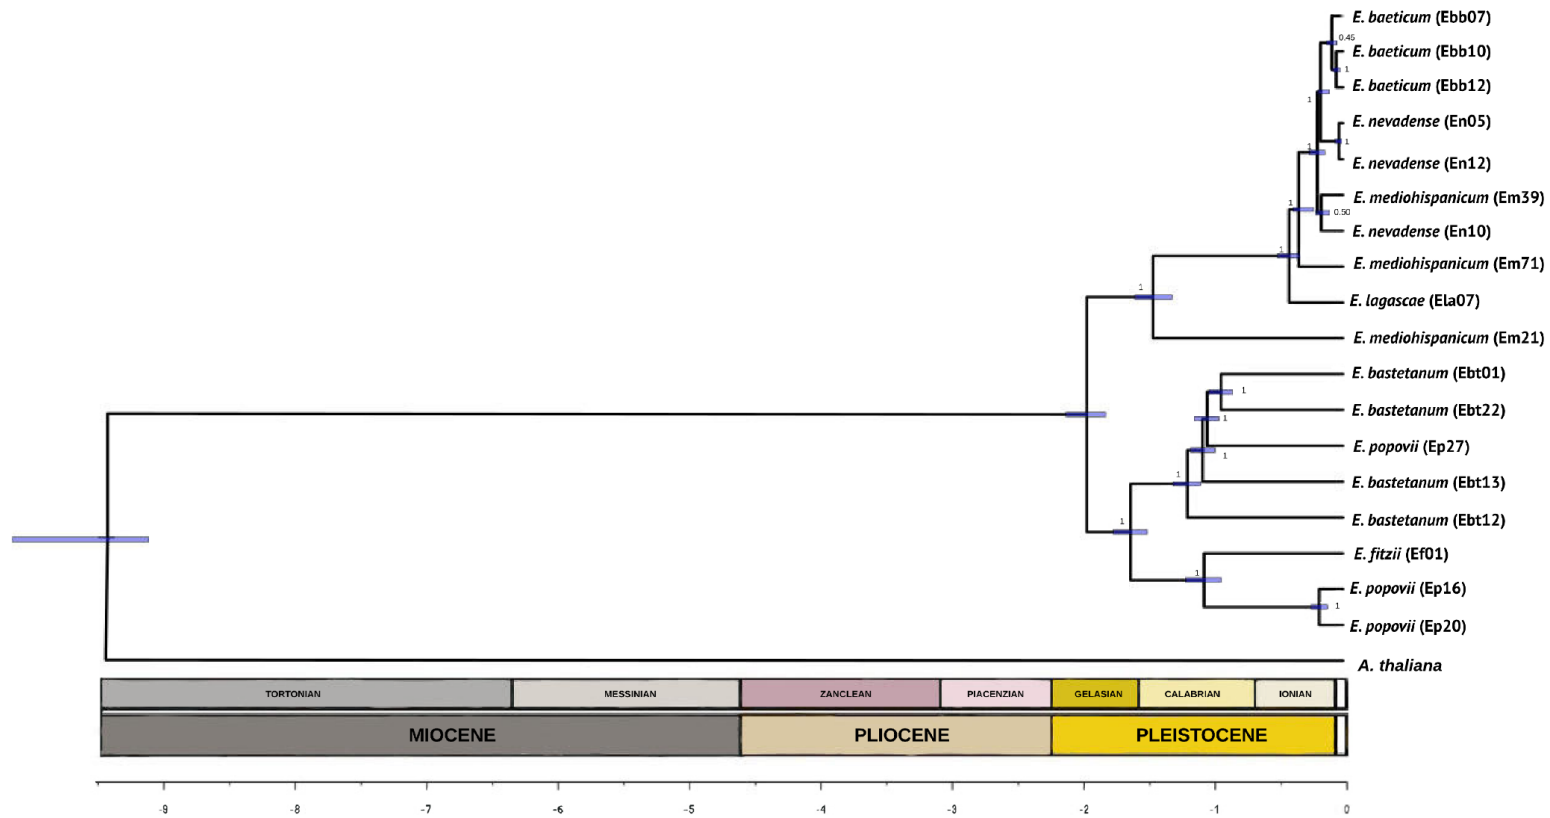 E. baeticum (Ebb07)
0.45
E. baeticum (Ebb10)
1
E. baeticum (Ebb12)
1
E. nevadense (En05)
1
1
E. nevadense (En12)
E. mediohispanicum (Em39)
1
0.50
E. nevadense (En10)
1
E. mediohispanicum (Em71)
1
E. lagascae (Ela07)
E. mediohispanicum (Em21)
E. bastetanum (Ebt01)
1
E. bastetanum (Ebt22)
1
E. popovii (Ep27)
1
1
E. bastetanum (Ebt13)
E. bastetanum (Ebt12)
1
E. fitzii (Ef01)
1
E. popovii (Ep16)
1
E. popovii (Ep20)
A. thaliana
TORTONIAN MESSINIAN ZANCLEAN PIACENZIAN GELASIAN CALABRIAN IONIAN
MIOCENE PLIOCENE PLEISTOCENE
-9 -8 -7 -6 -5 -4 -3 -2 -1 0